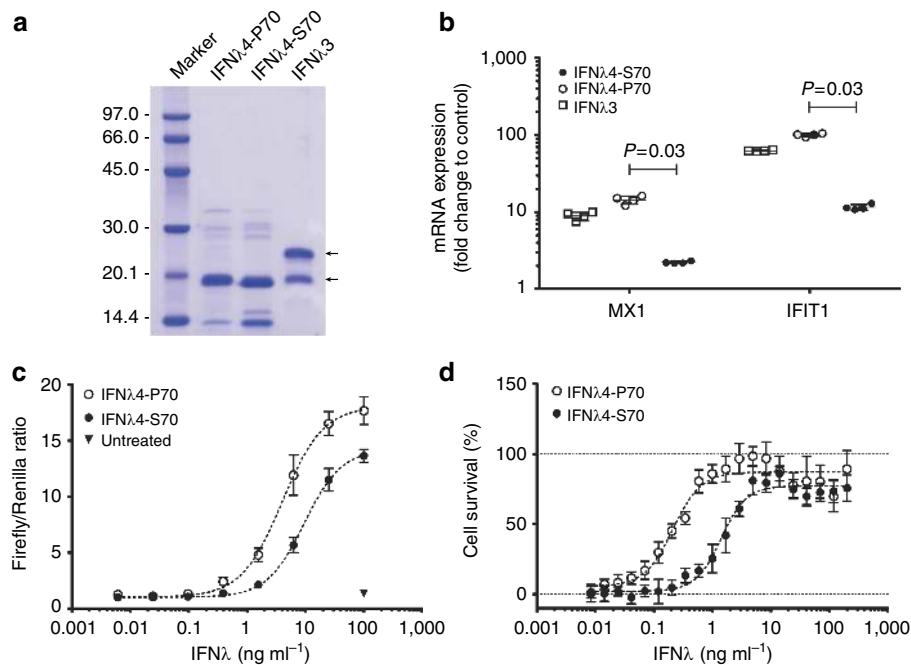 a
Marker
IFNλ4-P70
IFNλ4-S70
IFNλ3
97.0 -
66.0 -
45.0 -
30.0 -
20.1 -
14.4 -
b
mRNA expression
(fold change to control)
1,000
100
10
1
IFNλ4-S70
IFNλ4-P70
IFNλ3
P=0.03
P=0.03
MX1
IFIT1
c
Firefly/Renilla ratio
20
15
10
5
0
IFNλ4-P70
IFNλ4-S70
Untreated
0.001 0.01 0.1 1 10 100 1,000
IFNλ (ng ml−1)
d
Cell survival (%)
150
100
50
0
IFNλ4-P70
IFNλ4-S70
0.001 0.01 0.1 1 10 100 1,000
IFNλ (ng ml−1)